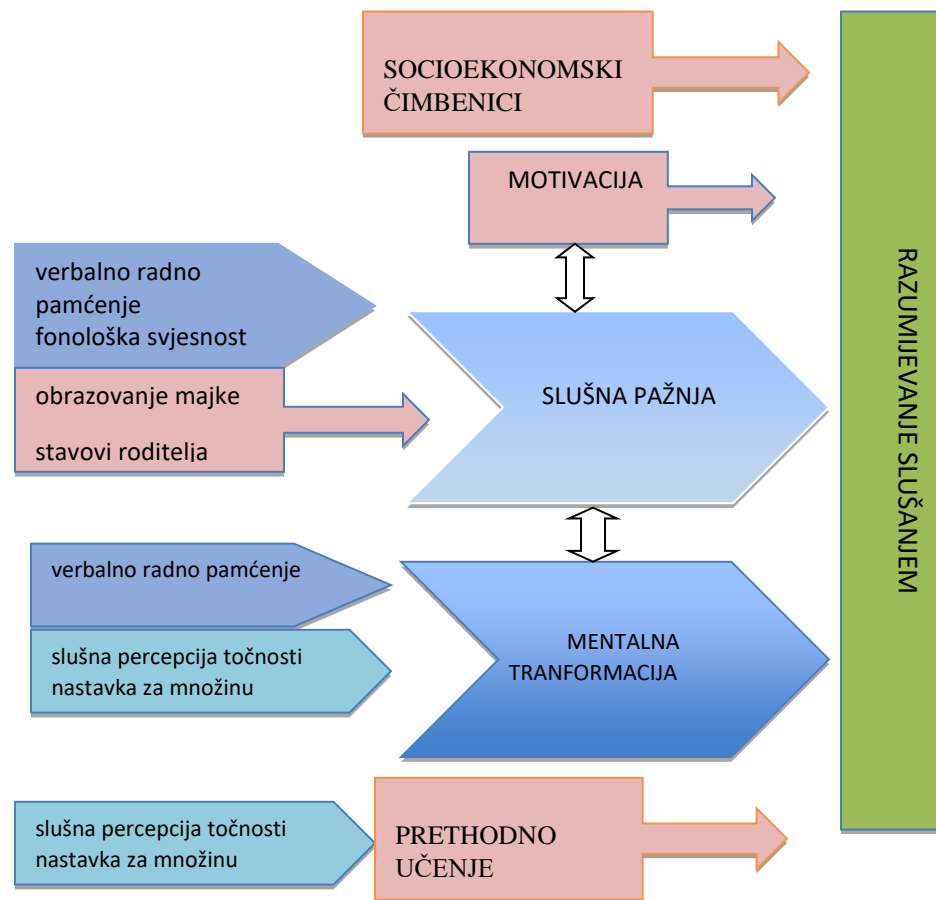 SOCIOEKONOMSKI
ČIMBENICI
MOTIVACIJA
verbalno radno
pamćenje
fonološka svjesnost
obrazovanje majke
stavovi roditelja
SLUŠNA PAŽNJA
verbalno radno pamćenje
slušna percepcija točnosti
nastavka za množinu
MENTALNA
TRANFORMACIJA
slušna percepcija točnosti
nastavka za množinu
PRETHODNO
UČENJE
RAZUMIJEVANJE SLUŠANJEM